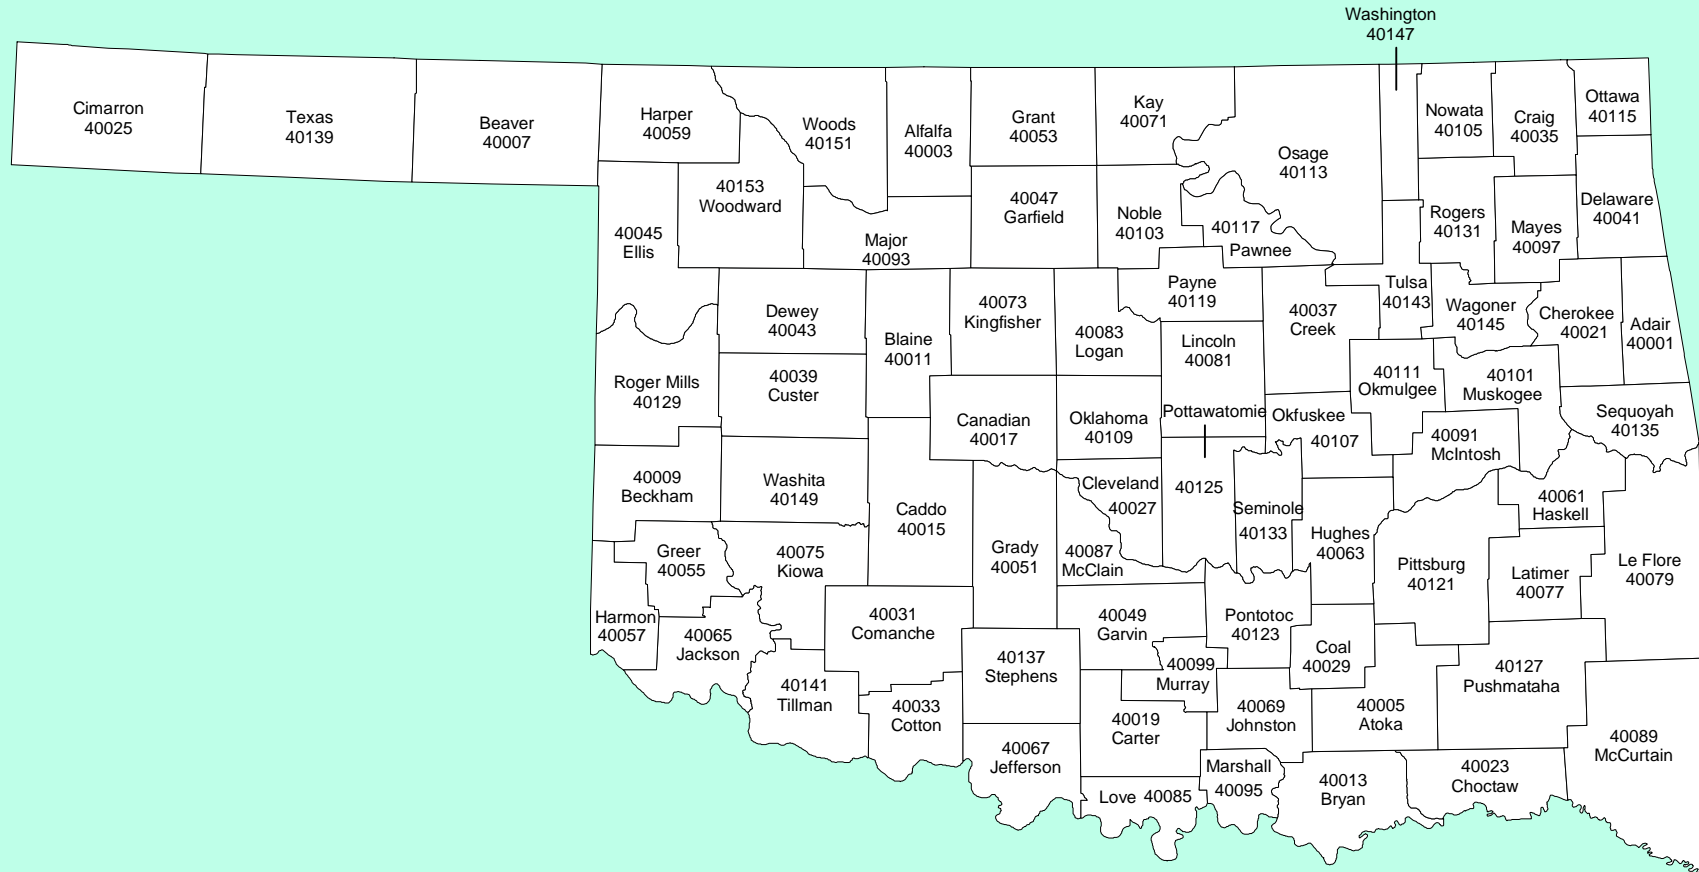 Washington
40147
Cimarron
40025
Texas
40139
Beaver
40007
Harper
40059
Woods
40151
Alfalfa
40003
Grant
40053
Kay
40071
Osage
40113
Nowata
40105
Craig
40035
Ottawa
40115
40153
Woodward
40045
Ellis
Major
40093
40047
Garfield
Noble
40103
40117
Pawnee
Rogers
40131
Mayes
40097
Delaware
40041
Dewey
40043
Blaine
40011
40073
Kingfisher
40083
Logan
Payne
40119
Lincoln
40081
40037
Creek
Tulsa
40143
Wagoner
40145
Cherokee
40021
Adair
40001
Roger Mills
40129
40039
Custer
Canadian
40017
Oklahoma
40109
Pottawatomie
40125
Okfuskee
40107
40111
Okmulgee
40101
Muskogee
40091
McIntosh
Sequoyah
40135
40009
Beckham
Washita
40149
Caddo
40015
Grady
40051
Cleveland
40027
40087
McClain
Seminole
40133
Hughes
40063
Pittsburg
40121
40061
Haskell
Latimer
40077
Le Flore
40079
Greer
40055
40075
Kiowa
Harmon
40057
40065
Jackson
40031
Comanche
40141
Tillman
40033
Cotton
40137
Stephens
40067
Jefferson
40049
Garvin
40099
Murray
40019
Carter
Love 40085
Pontotoc
40123
Coal
40029
40069
Johnston
Marshall
40095
40005
Atoka
40013
Bryan
40127
Pushmataha
40023
Choctaw
40089
McCurtain